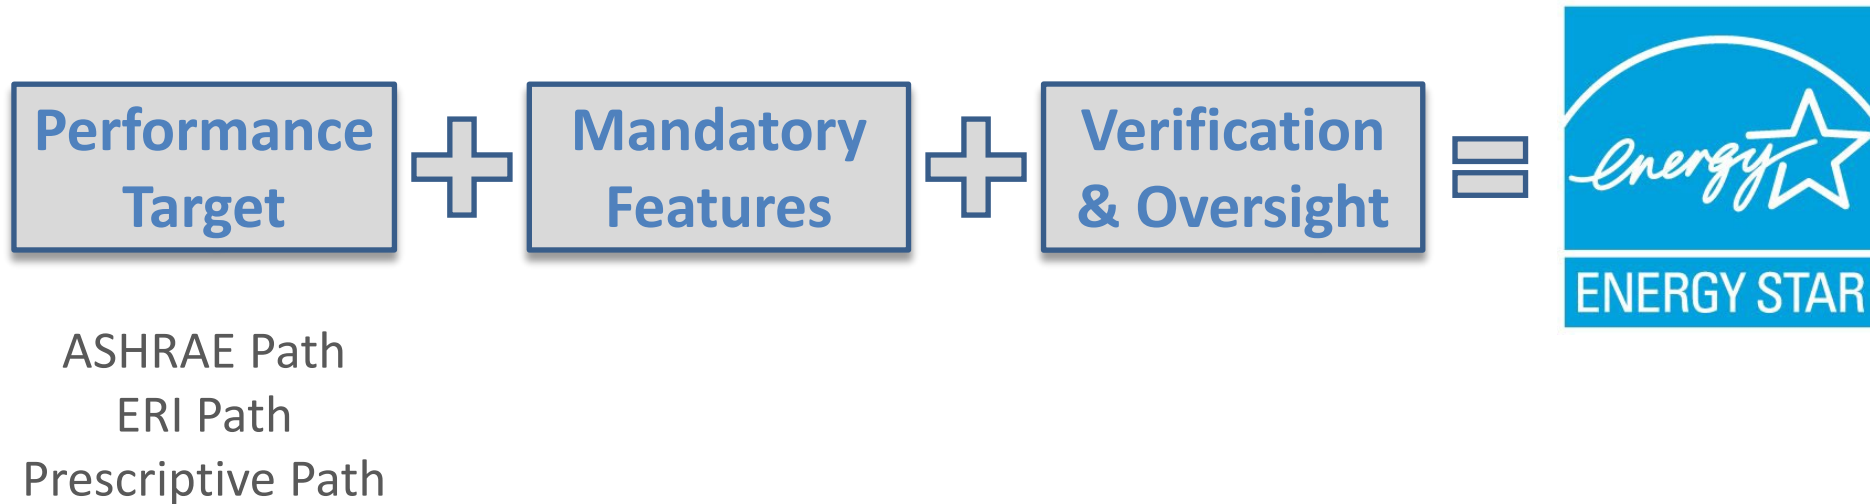 Performance
Target
Mandatory
Features
Verification
& Oversight
energy
ENERGY STAR
ASHRAE Path
ERI Path
Prescriptive Path